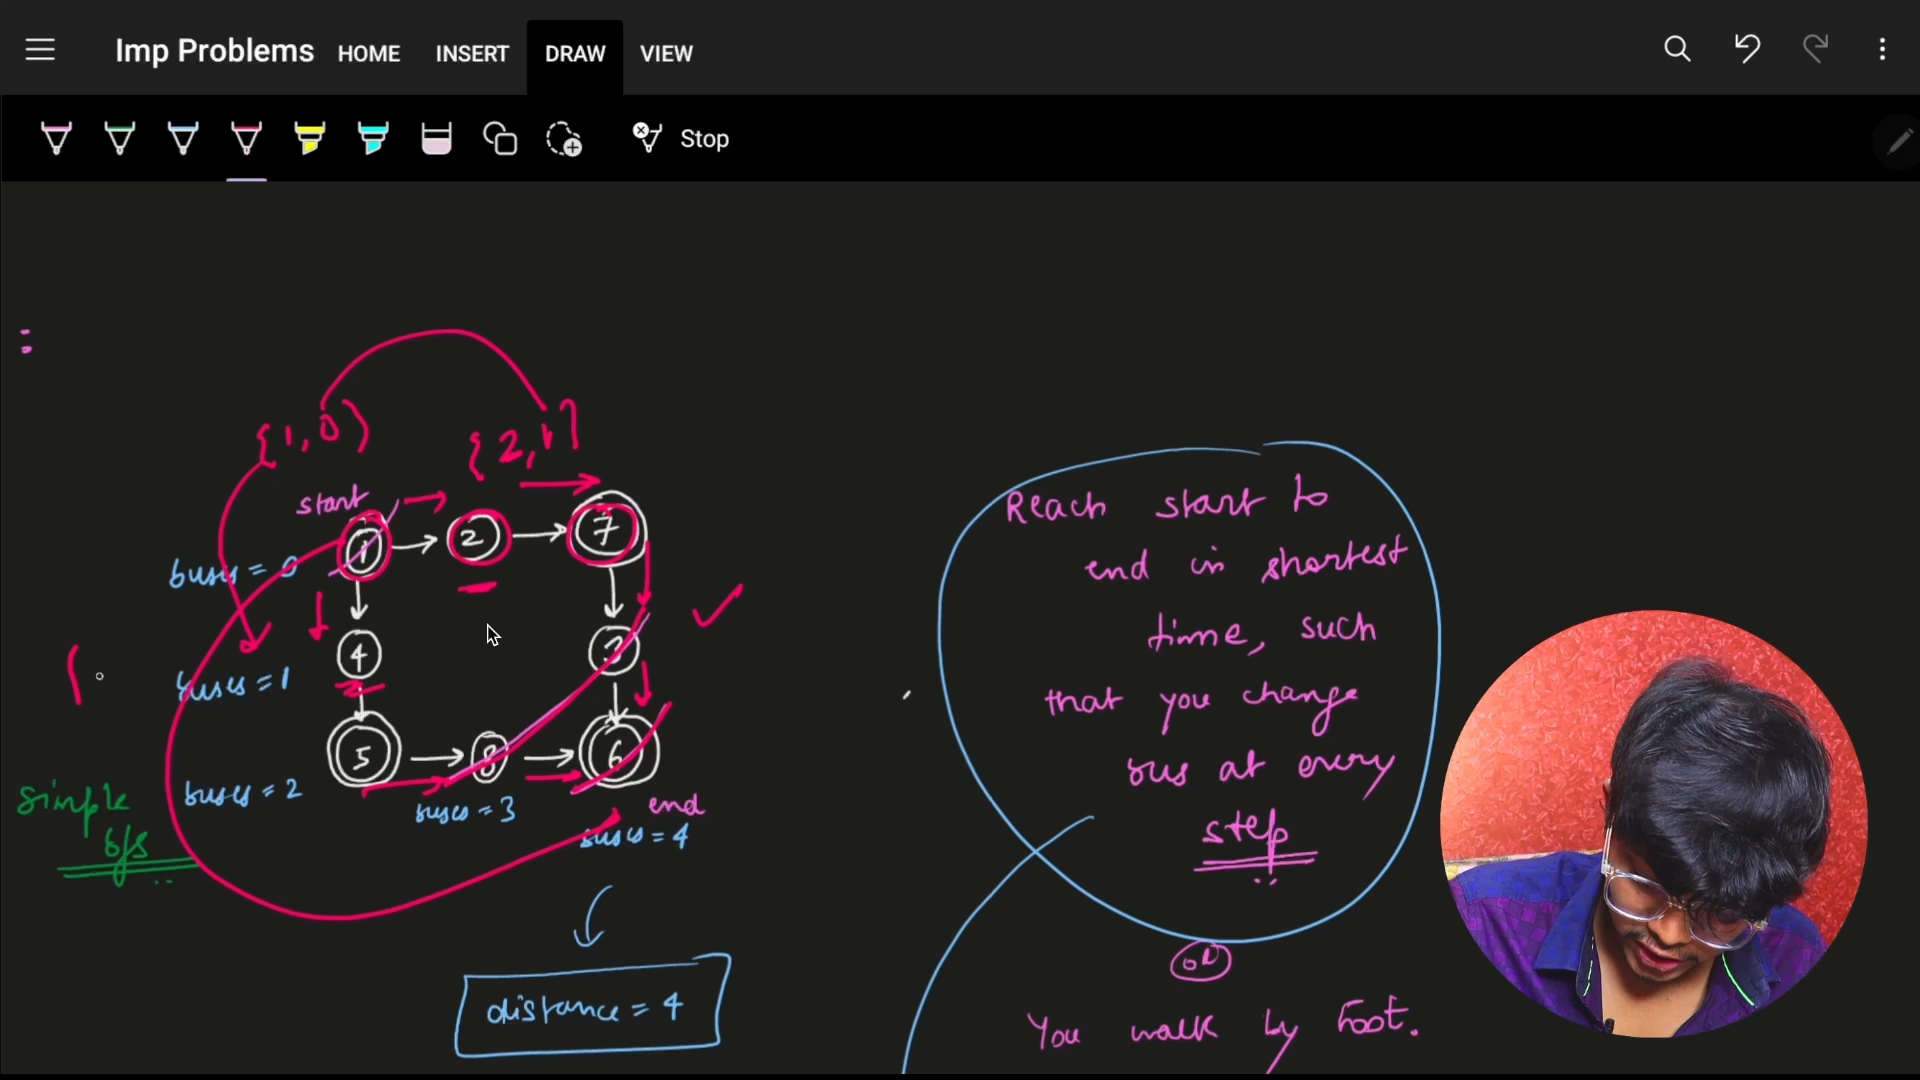 Imp Problems HOME INSERT DRAW VIEW
Stop
:
{1,0)
{2,1}
start
1 2 7
buses = 0
4 3
buses = 1
5 8 6
buses = 2
buses = 3
end
buses = 4
simple
bfs
distance = 4
Reach start to
end in shortest
time, such
that you change
bus at every
step
OR
You walk by foot.